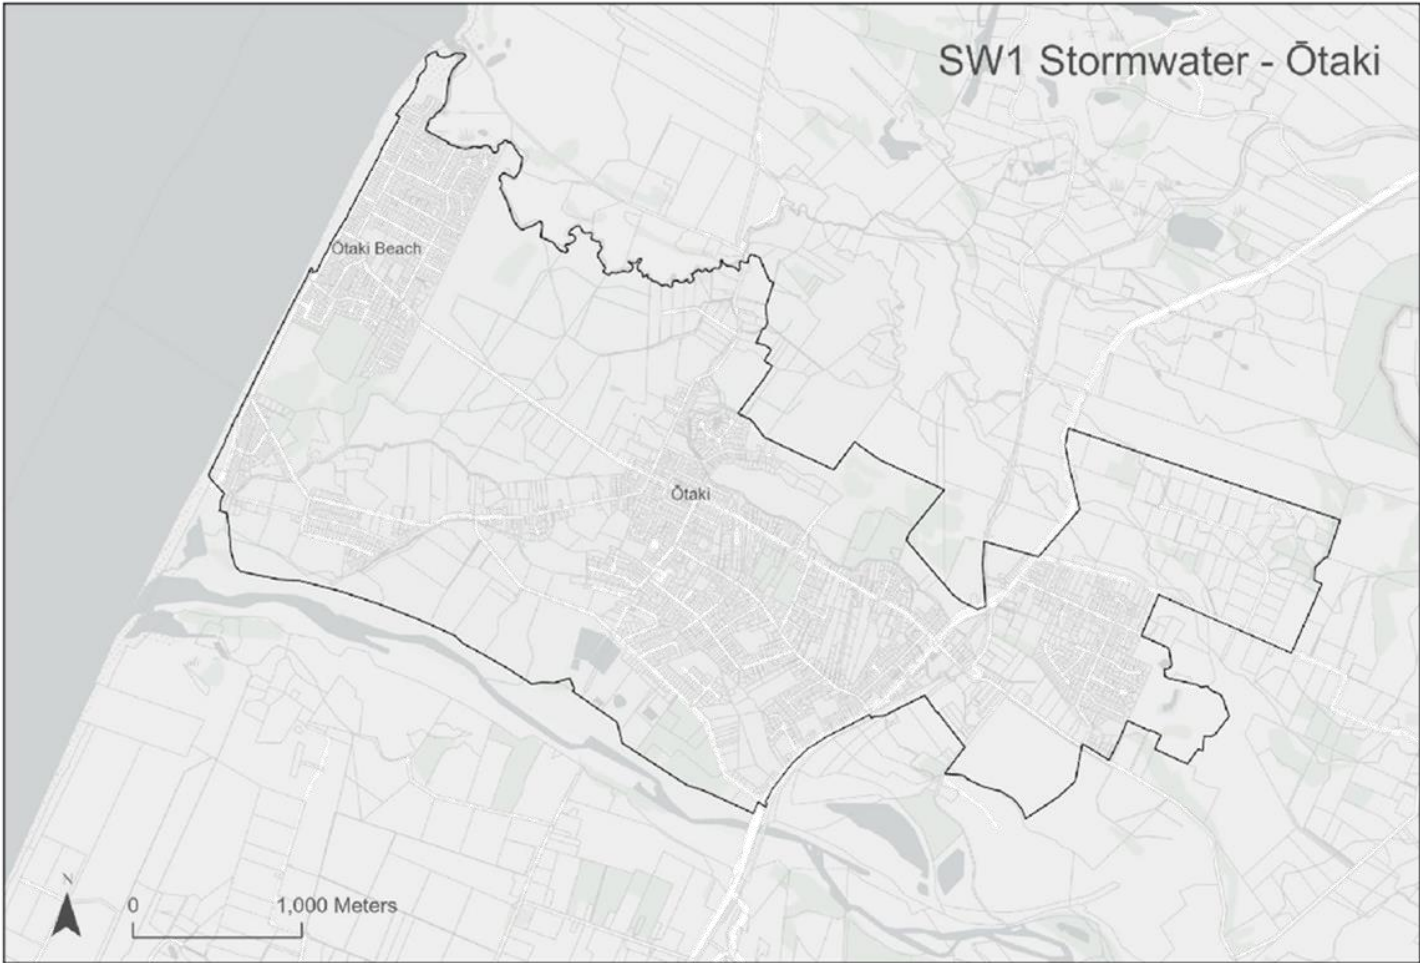 SW1 Stormwater - Ōtaki
Ōtaki Beach
Ōtaki
N
0 1,000 Meters